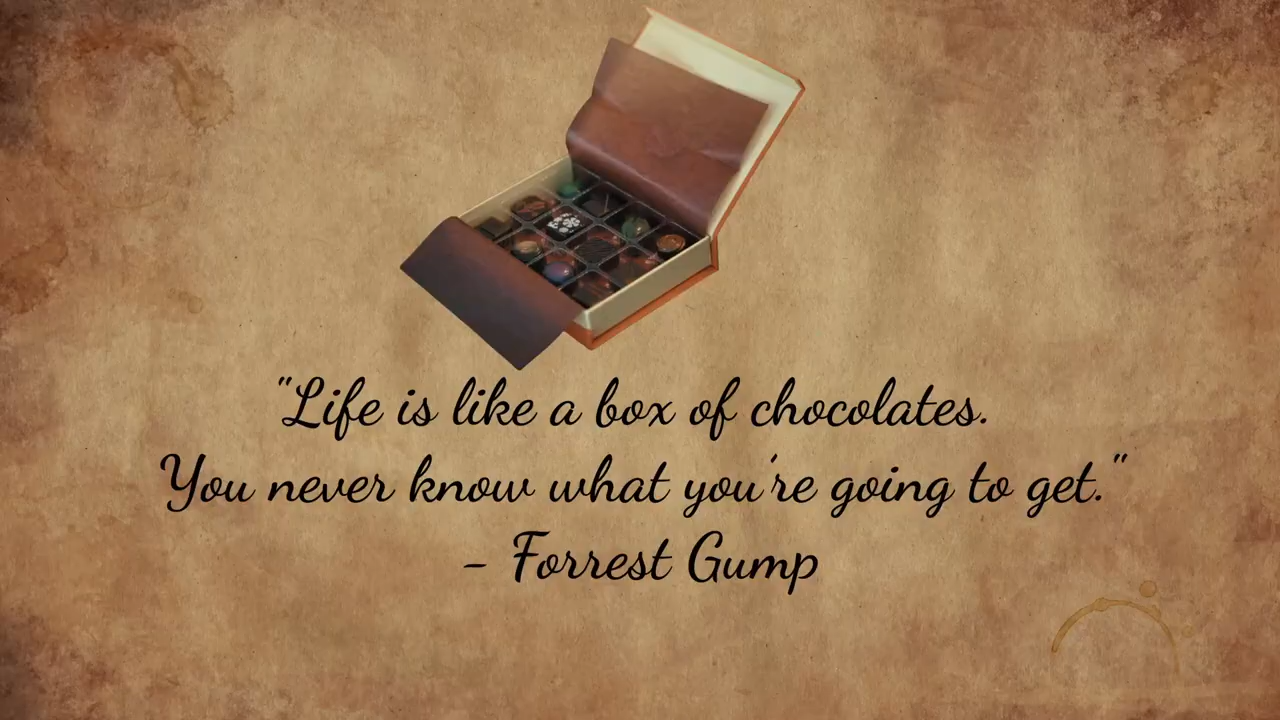 "Life is like a box of chocolates.
You never know what you're going to get."
- Forrest Gump